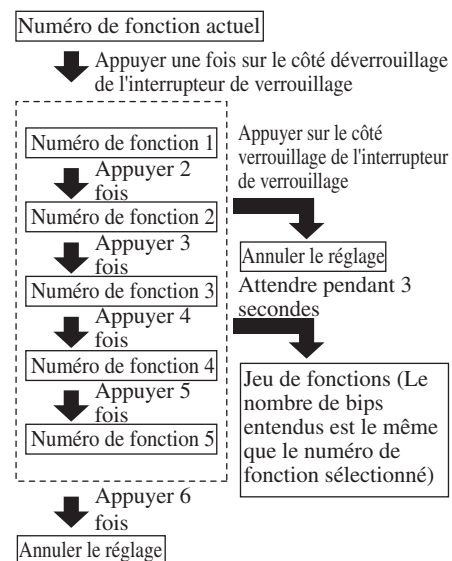 Numéro de fonction actuel
Appuyer une fois sur le côté déverrouillage
de l'interrupteur de verrouillage
Numéro de fonction 1
Appuyer 2
fois
Numéro de fonction 2
Appuyer 3
fois
Numéro de fonction 3
Appuyer 4
fois
Numéro de fonction 4
Appuyer 5
fois
Numéro de fonction 5
Appuyer sur le côté
verrouillage de l'interrupteur
de verrouillage
Annuler le réglage
Attendre pendant 3
secondes
Jeu de fonctions (Le
nombre de bips
entendus est le même
que le numéro de
fonction sélectionné)
Appuyer 6
fois
Annuler le réglage